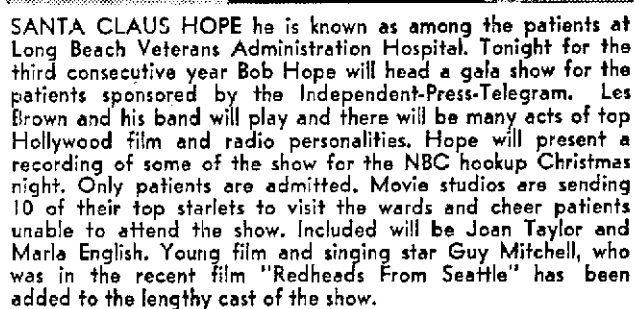 SANTA CLAUS HOPE he is known as among the patients at
Long Beach Veterans Administration Hospital. Tonight for the
third consecutive year Bob Hope will head a gala show for the
patients sponsored by the Independent-Press-Telegram. Les
Brown and his band will play and there will be many acts of top
Hollywood film and radio personalities. Hope will present a
recording of some of the show for the NBC hookup Christmas
night. Only patients are admitted. Movie studios are sending
10 of their top starlets to visit the wards and cheer patients
unable to attend the show. Included will be Joan Taylor and
Marla English. Young film and singing star Guy Mitchell, who
was in the recent film "Redheads From Seattle" has been
added to the lengthy cast of the show.